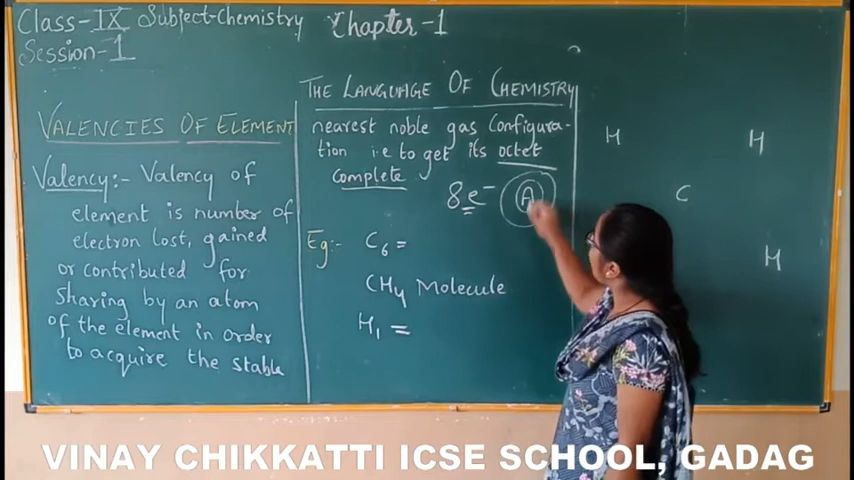 Class-IX Subject-Chemistry Chapter-1
Session-1
VALENCIES OF ELEMENT
Valency:- Valency of
element is number of
electron lost, gained
or contributed for
sharing by an atom
of the element in order
to acquire the stable
THE LANGUAGE OF CHEMISTRY
nearest noble gas Configura-
tion i.e to get its octet
complete
8e⁻ A
Eg:- C₆ =
CH₄ Molecule
H₁ =
H H
C
H
VINAY CHIKKATTI ICSE SCHOOL, GADAG